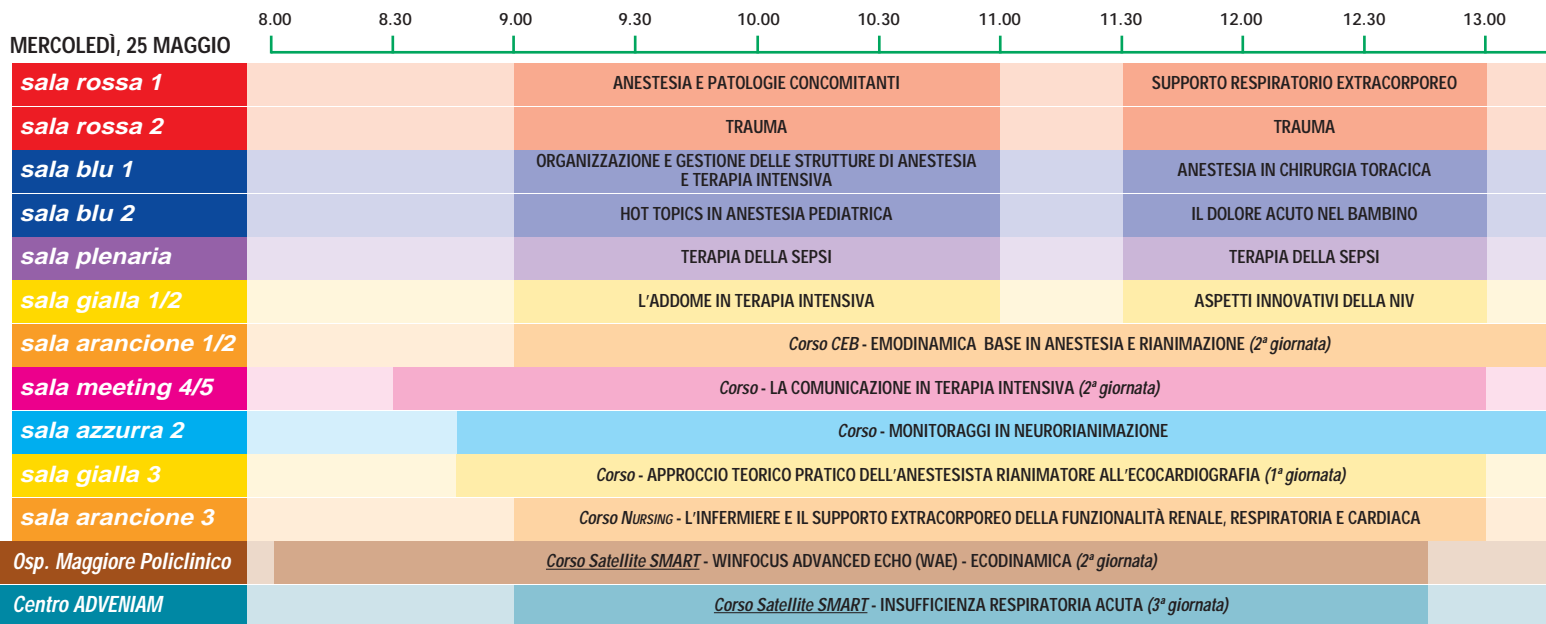 8.00 8.30 9.00 9.30 10.00 10.30 11.00 11.30 12.00 12.30 13.00
MERCOLEDÌ, 25 MAGGIO
sala rossa 1 ANESTESIA E PATOLOGIE CONCOMITANTI SUPPORTO RESPIRATORIO EXTRACORPOREO
sala rossa 2 TRAUMA TRAUMA
sala blu 1 ORGANIZZAZIONE E GESTIONE DELLE STRUTTURE DI ANESTESIA
E TERAPIA INTENSIVA ANESTESIA IN CHIRURGIA TORACICA
sala blu 2 HOT TOPICS IN ANESTESIA PEDIATRICA IL DOLORE ACUTO NEL BAMBINO
sala plenaria TERAPIA DELLA SEPSI TERAPIA DELLA SEPSI
sala gialla 1/2 L'ADDOME IN TERAPIA INTENSIVA ASPETTI INNOVATIVI DELLA NIV
sala arancione 1/2 Corso CEB - EMODINAMICA BASE IN ANESTESIA E RIANIMAZIONE (2ª giornata)
sala meeting 4/5 Corso - LA COMUNICAZIONE IN TERAPIA INTENSIVA (2ª giornata)
sala azzurra 2 Corso - MONITORAGGI IN NEURORIANIMAZIONE
sala gialla 3 Corso - APPROCCIO TEORICO PRATICO DELL'ANESTESISTA RIANIMATORE ALL'ECOCARDIOGRAFIA (1ª giornata)
sala arancione 3 Corso NURSING - L'INFERMIERE E IL SUPPORTO EXTRACORPOREO DELLA FUNZIONALITÀ RENALE, RESPIRATORIA E CARDIACA
Osp. Maggiore Policlinico Corso Satellite SMART - WINFOCUS ADVANCED ECHO (WAE) - ECODINAMICA (2ª giornata)
Centro ADVENIAM Corso Satellite SMART - INSUFFICIENZA RESPIRATORIA ACUTA (3ª giornata)